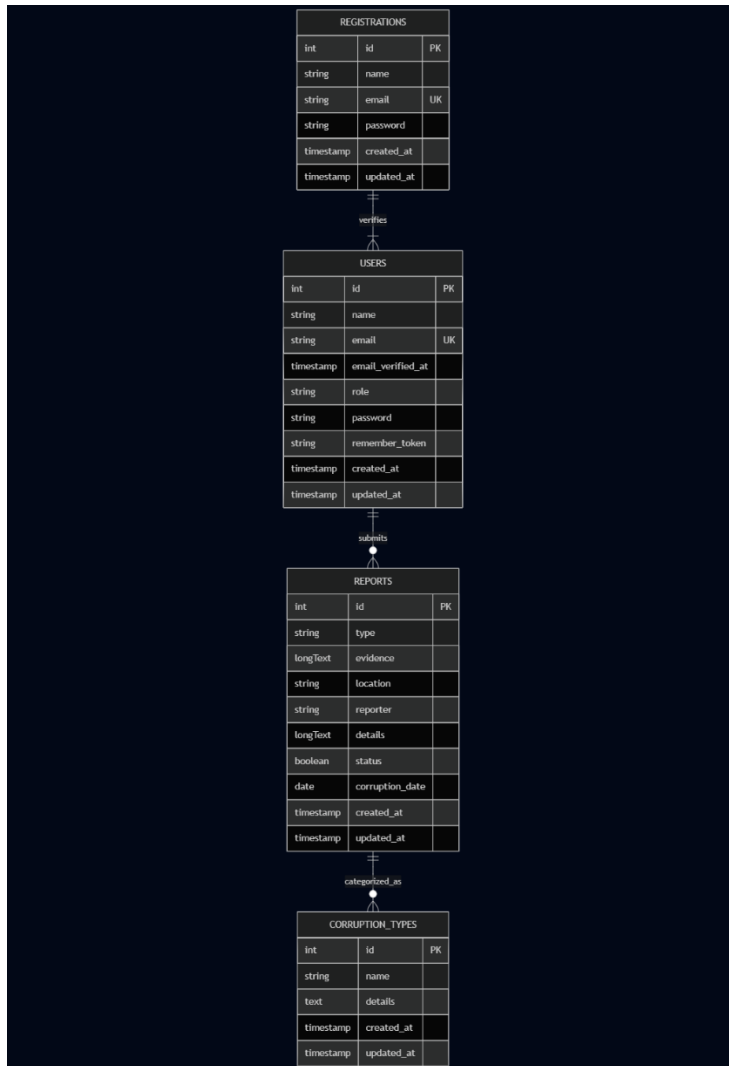 REGISTRATIONS
int id PK
string name
string email UK
string password
timestamp created_at
timestamp updated_at
verifies
USERS
int id PK
string name
string email UK
timestamp email_verified_at
string role
string password
string remember_token
timestamp created_at
timestamp updated_at
submits
REPORTS
int id PK
string type
longText evidence
string location
string reporter
longText details
boolean status
date corruption_date
timestamp created_at
timestamp updated_at
categorized_as
CORRUPTION_TYPES
int id PK
string name
text details
timestamp created_at
timestamp updated_at